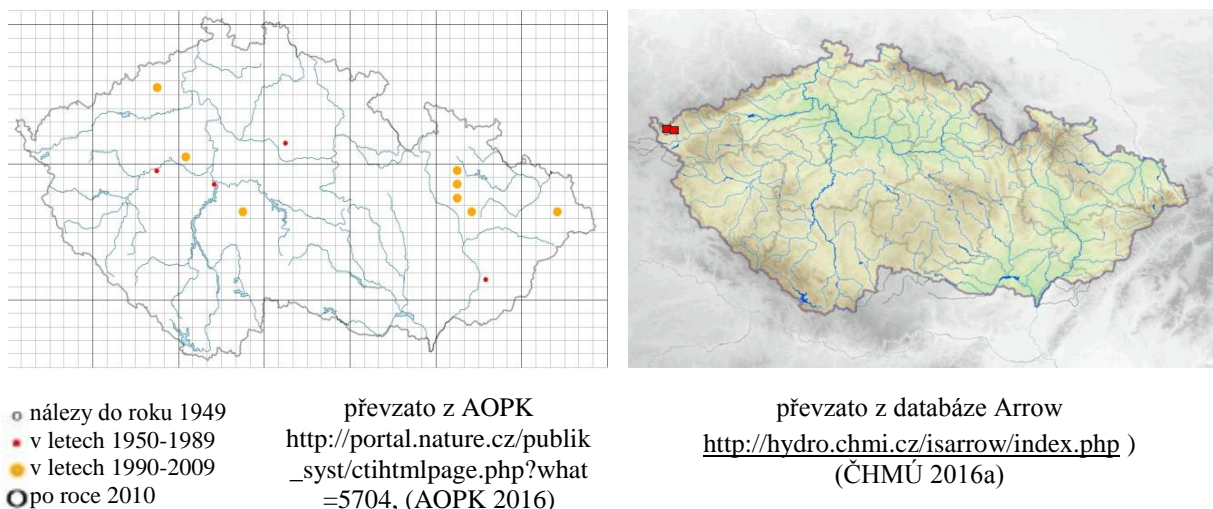 nálezy do roku 1949
v letech 1950-1989
v letech 1990-2009
po roce 2010
převzato z AOPK
http://portal.nature.cz/publik
_syst/ctihtmlpage.php?what
=5704, (AOPK 2016)
převzato z databáze Arrow
http://hydro.chmi.cz/isarrow/index.php )
(ČHMÚ 2016a)